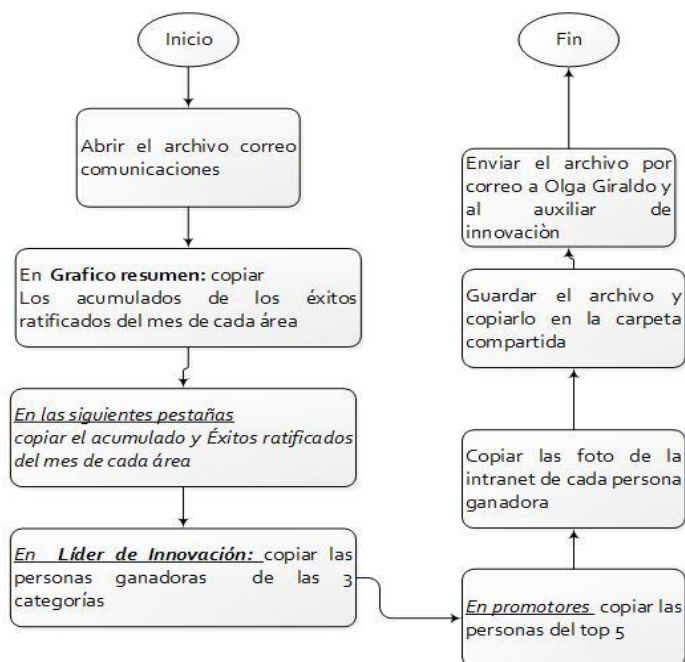 Inicio
Abrir el archivo correo
comunicaciones
En Grafico resumen: copiar
Los acumulados de los éxitos
ratificados del mes de cada área
En las siguientes pestañas
copiar el acumulado y Éxitos ratificados
del mes de cada área
En Líder de Innovación: copiar las
personas ganadoras de las 3
categorías
En promotores copiar las
personas del top 5
Copiar las foto de la
intranet de cada persona
ganadora
Guardar el archivo y
copiarlo en la carpeta
compartida
Enviar el archivo por
correo a Olga Giraldo y
al auxiliar de
innovaciòn
Fin